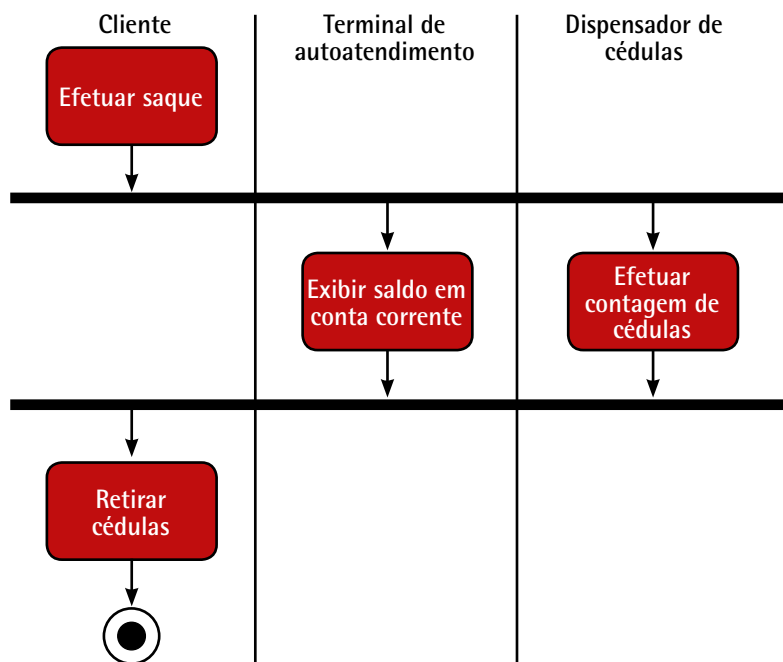 Cliente
Terminal de
autoatendimento
Dispensador de
cédulas
Efetuar saque
Exibir saldo em
conta corrente
Efetuar
contagem de
cédulas
Retirar
cédulas